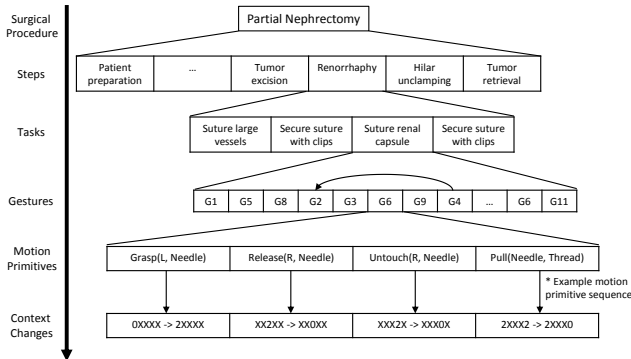 Surgical
Procedure
Partial Nephrectomy
Steps
Patient
preparation
...
Tumor
excision
Renorrhaphy
Hilar
unclamping
Tumor
retrieval
Tasks
Suture large
vessels
Secure suture
with clips
Suture renal
capsule
Secure suture
with clips
Gestures
G1 G5 G8 G2 G3 G6 G9 G4 ... G6 G11
Motion
Primitives
Grasp(L, Needle) Release(R, Needle) Untouch(R, Needle) Pull(Needle, Thread)
* Example motion
primitive sequence
Context
Changes
0XXXX -> 2XXXX XX2XX -> XX0XX XXX2X -> XXX0X 2XXX2 -> 2XXX0